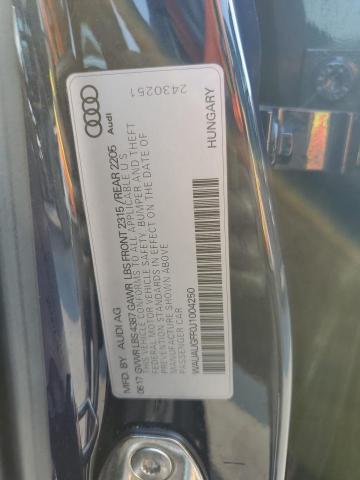 MFD. BY AUDI AG
06.17 GVWR LBS 4387 GAWR LBS FRONT 2315 / REAR 2205
THIS VEHICLE CONFORMS TO ALL APPLICABLE U S
FEDERAL MOTOR VEHICLE SAFETY, BUMPER AND THEFT
PREVENTION STANDARDS IN EFFECT ON THE DATE OF
MANUFACTURE SHOWN ABOVE
PASSENGER CAR
WAUAUGFF0J1004250
HUNGARY
Audi
2430251